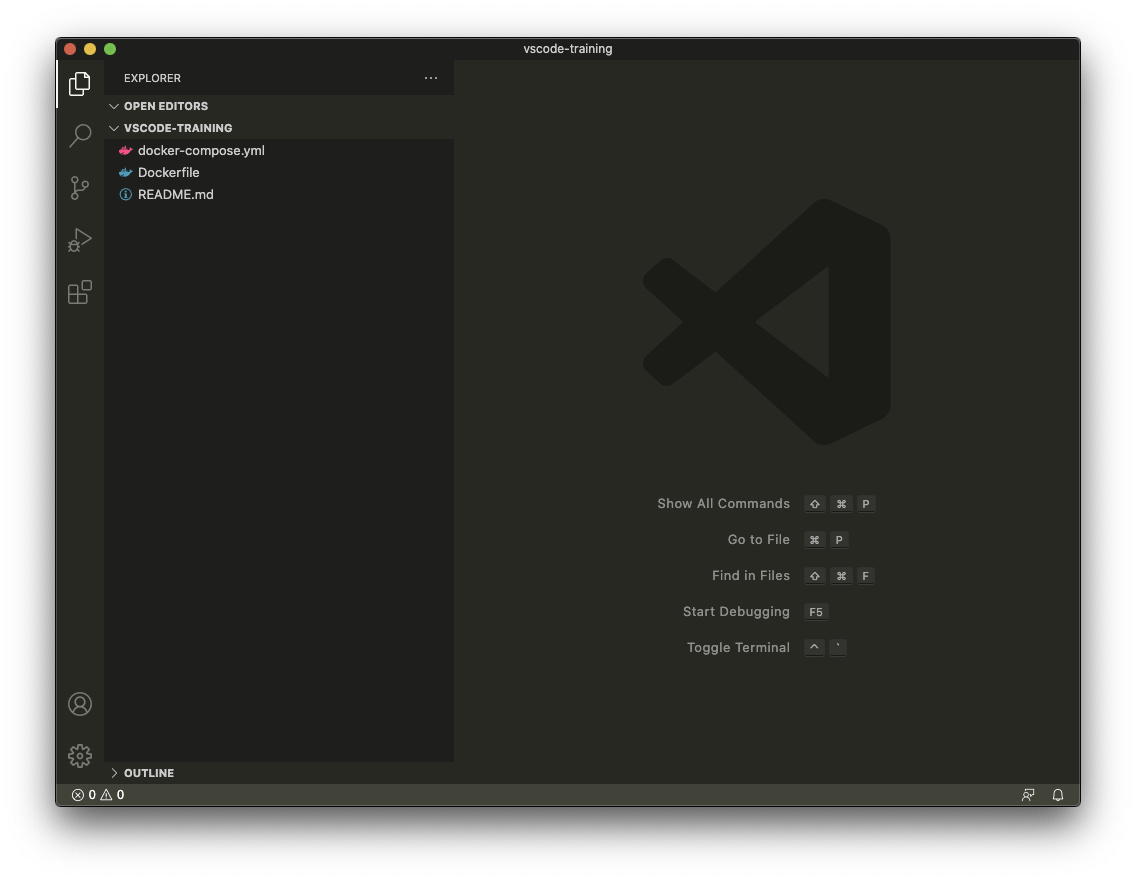 vscode-training
EXPLORER
OPEN EDITORS
VSCODE-TRAINING
docker-compose.yml
Dockerfile
README.md
Show All Commands ⇧ ⌘ P
Go to File ⌘ P
Find in Files ⇧ ⌘ F
Start Debugging F5
Toggle Terminal ^ `
OUTLINE
0 0